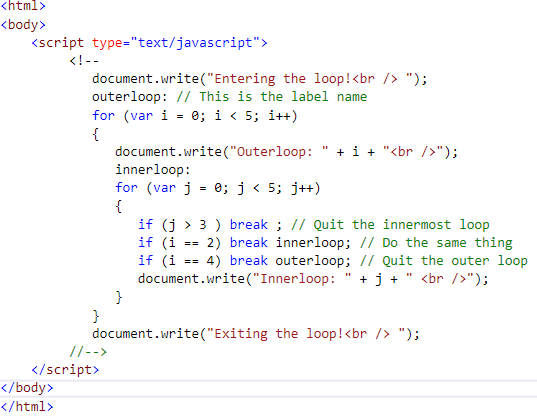 <html>
<body>
<script type="text/javascript">
<!--
document.write("Entering the loop!<br /> ");
outerloop: // This is the label name
for (var i = 0; i < 5; i++)
{
document.write("Outerloop: " + i + "<br />");
innerloop:
for (var j = 0; j < 5; j++)
{
if (j > 3 ) break ; // Quit the innermost loop
if (i == 2) break innerloop; // Do the same thing
if (i == 4) break outerloop; // Quit the outer loop
document.write("Innerloop: " + j + " <br />");
}
}
document.write("Exiting the loop!<br /> ");
//-->
</script>
</body>
</html>